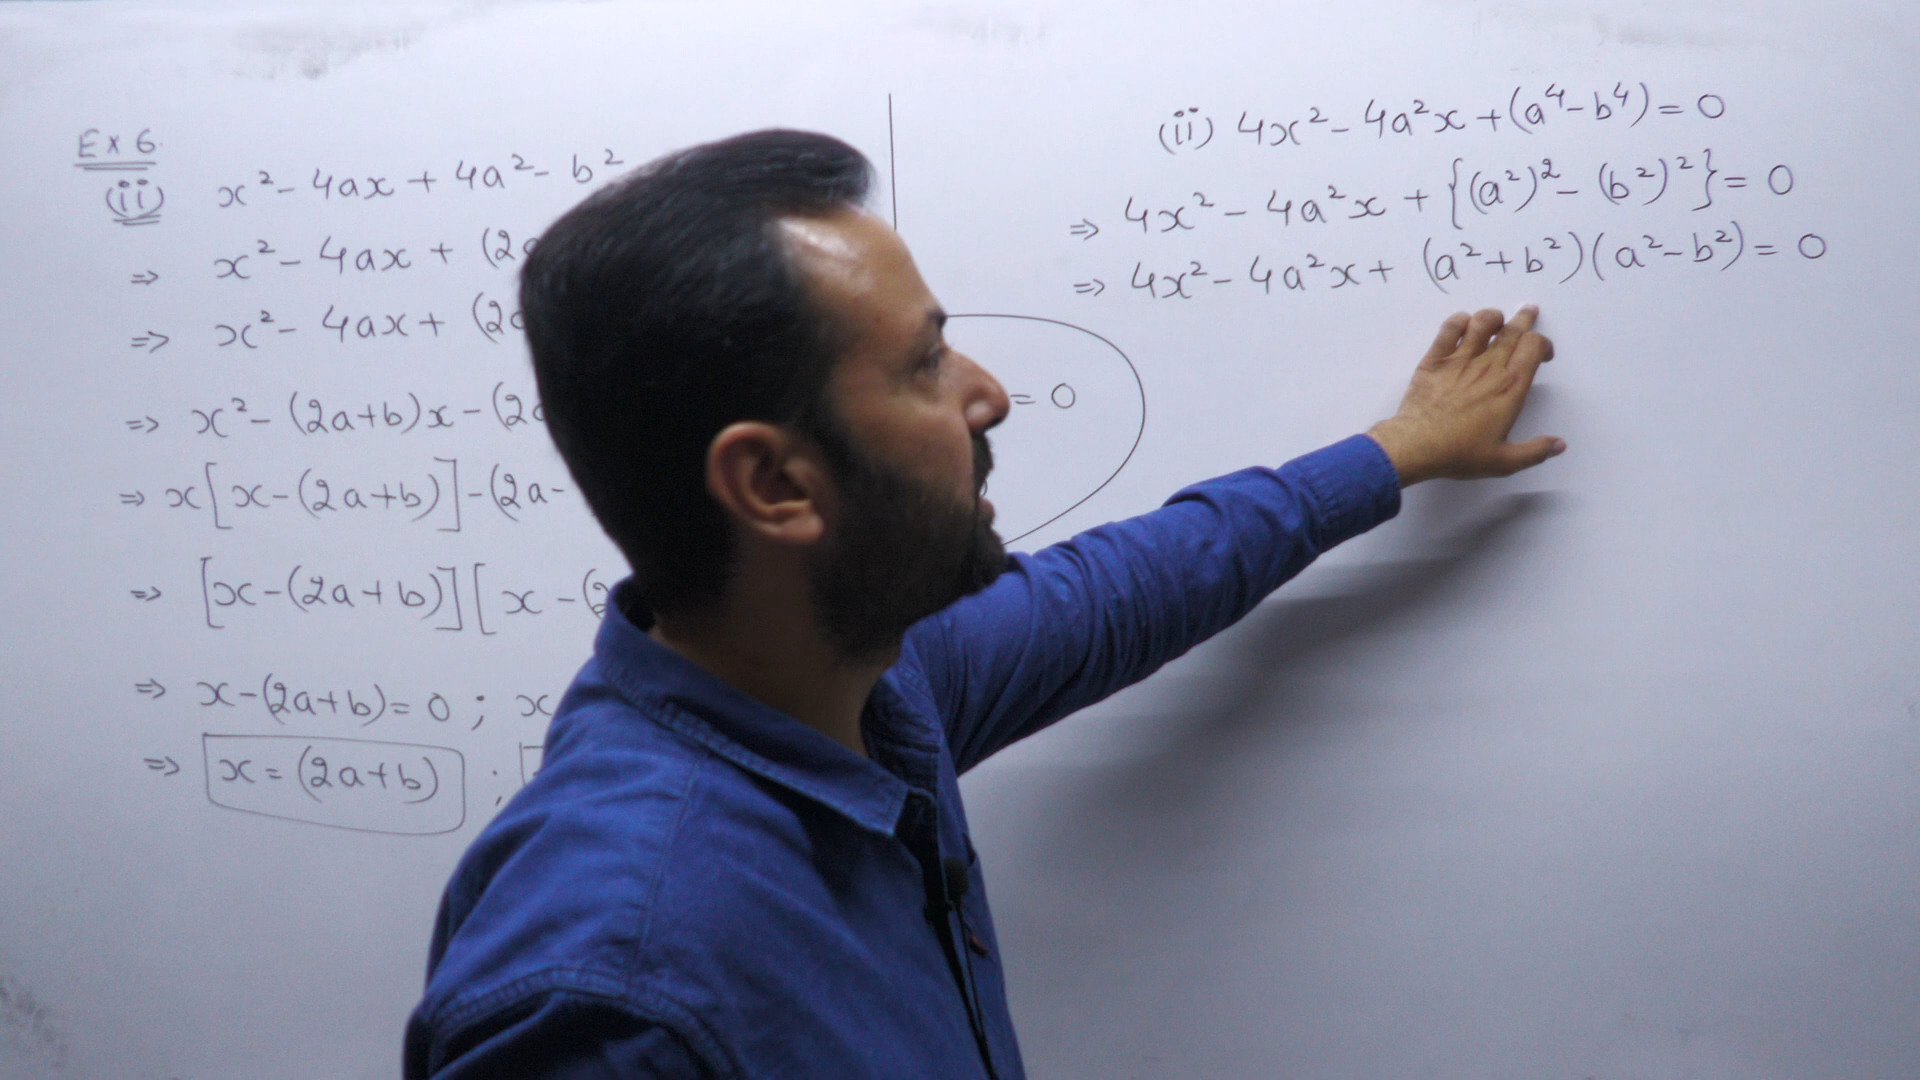 Ex 6.
(ii) x² - 4ax + 4a² - b²
⇒ x² - 4ax + (2a
⇒ x² - 4ax + (2a
⇒ x² - (2a+b)x - (2a = 0
⇒ x[x-(2a+b)] - (2a-
⇒ [x-(2a+b)][x-(2
⇒ x-(2a+b)= 0 ; x
⇒ x = (2a+b) ;
(ii) 4x² - 4a²x + (a⁴ - b⁴) = 0
⇒ 4x² - 4a²x + {(a²)² - (b²)²} = 0
⇒ 4x² - 4a²x + (a²+b²)(a²-b²) = 0